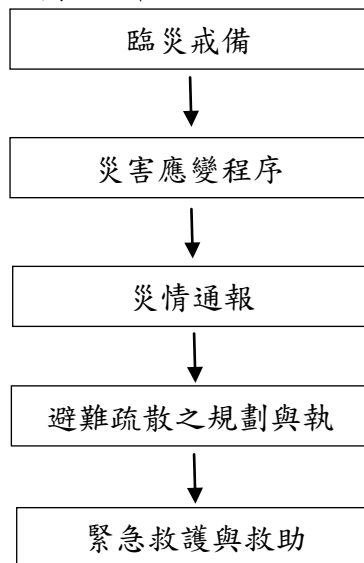 臨災戒備
災害應變程序
災情通報
避難疏散之規劃與執
緊急救護與救助